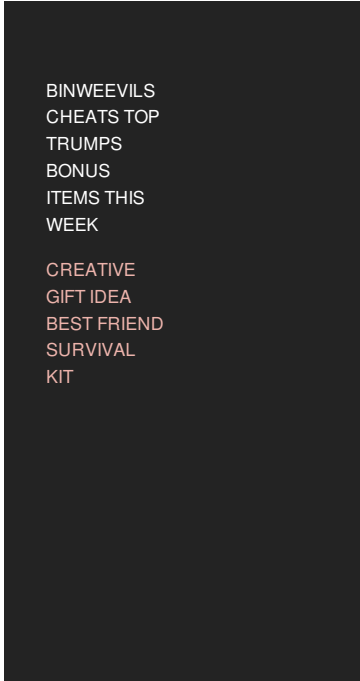 BINWEEVILS
CHEATS TOP
TRUMPS
BONUS
ITEMS THIS
WEEK
CREATIVE
GIFT IDEA
BEST FRIEND
SURVIVAL
KIT